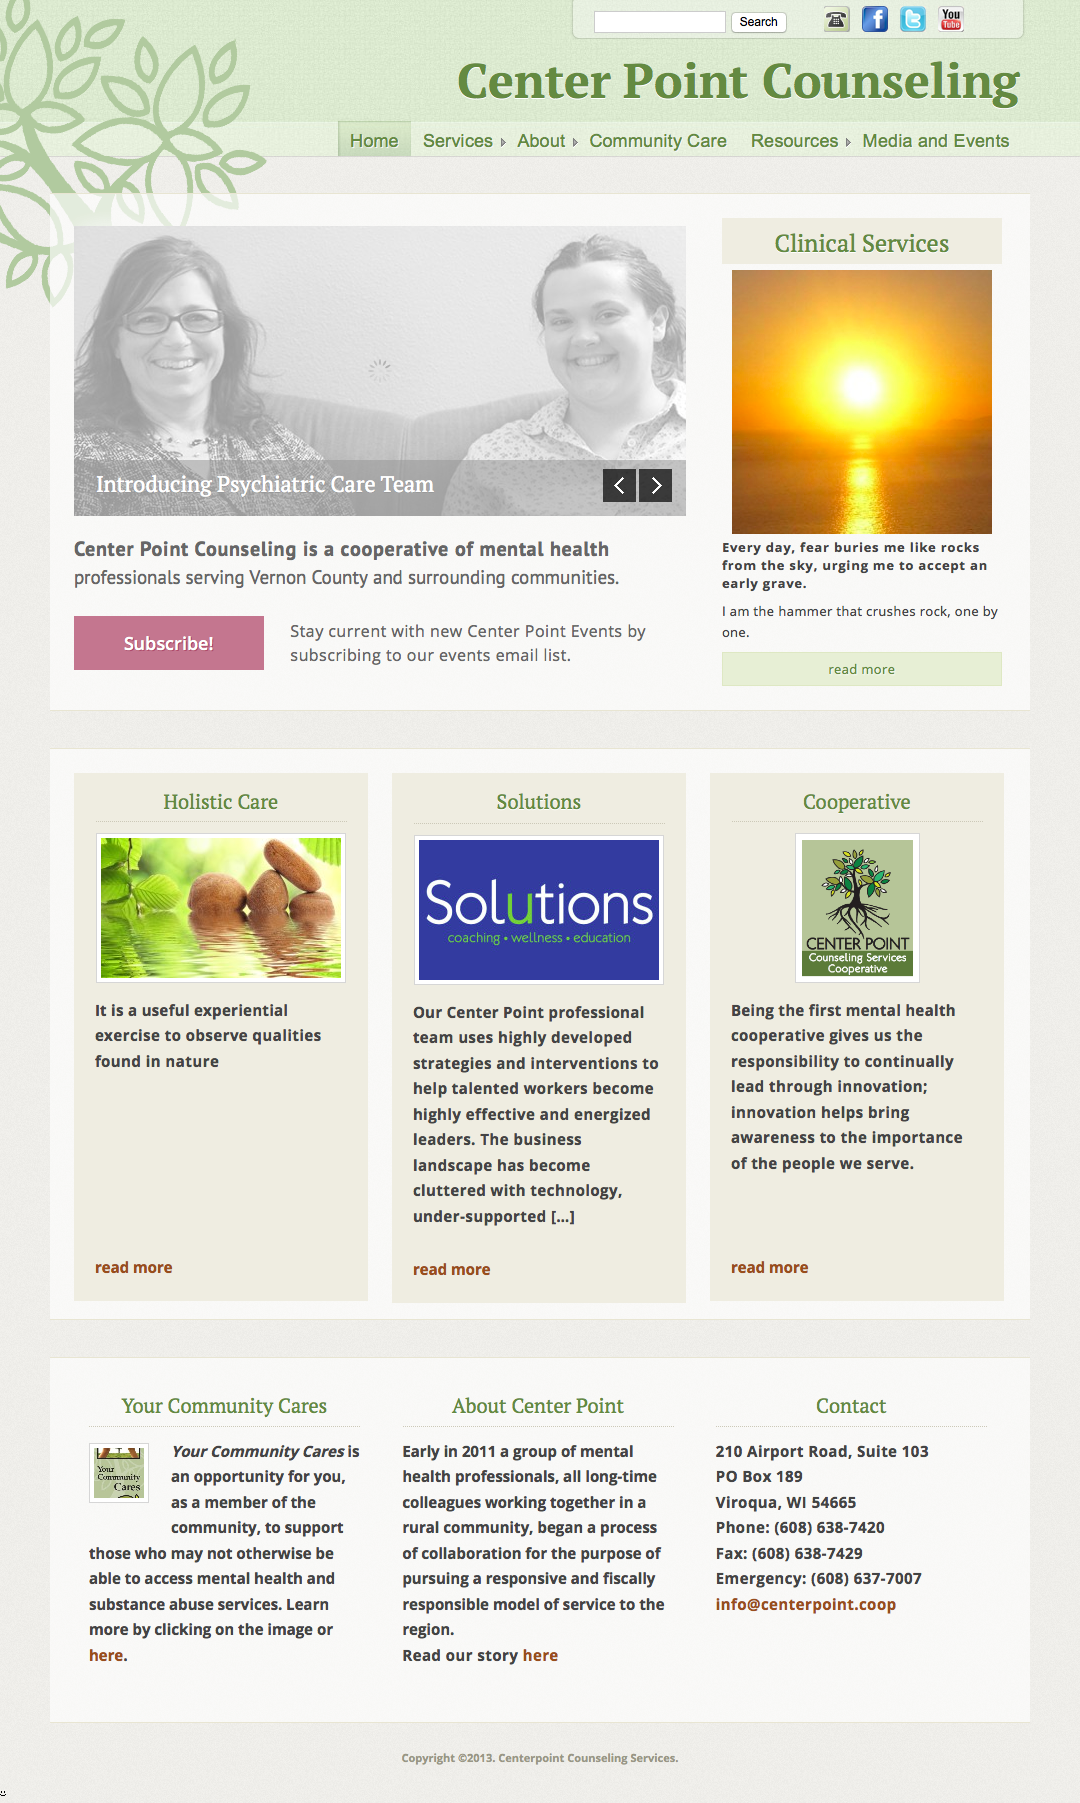 Search
You
Tube
Center Point Counseling
Home Services About Community Care Resources Media and Events
Introducing Psychiatric Care Team
Center Point Counseling is a cooperative of mental health
professionals serving Vernon County and surrounding communities.
Subscribe!
Stay current with new Center Point Events by
subscribing to our events email list.
Clinical Services
Every day, fear buries me like rocks
from the sky, urging me to accept an
early grave.
I am the hammer that crushes rock, one by
one.
read more
Holistic Care
It is a useful experiential
exercise to observe qualities
found in nature
read more
Solutions
Solutions
coaching • wellness • education
Our Center Point professional
team uses highly developed
strategies and interventions to
help talented workers become
highly effective and energized
leaders. The business
landscape has become
cluttered with technology,
under-supported [...]
read more
Cooperative
CENTER POINT
Counseling Services
Cooperative
Being the first mental health
cooperative gives us the
responsibility to continually
lead through innovation;
innovation helps bring
awareness to the importance
of the people we serve.
read more
Your Community Cares
Your
Community
Cares
Your Community Cares is
an opportunity for you,
as a member of the
community, to support
those who may not otherwise be
able to access mental health and
substance abuse services. Learn
more by clicking on the image or
here.
About Center Point
Early in 2011 a group of mental
health professionals, all long-time
colleagues working together in a
rural community, began a process
of collaboration for the purpose of
pursuing a responsive and fiscally
responsible model of service to the
region.
Read our story here
Contact
210 Airport Road, Suite 103
PO Box 189
Viroqua, WI 54665
Phone: (608) 638-7420
Fax: (608) 638-7429
Emergency: (608) 637-7007
info@centerpoint.coop
Copyright ©2013. Centerpoint Counseling Services.